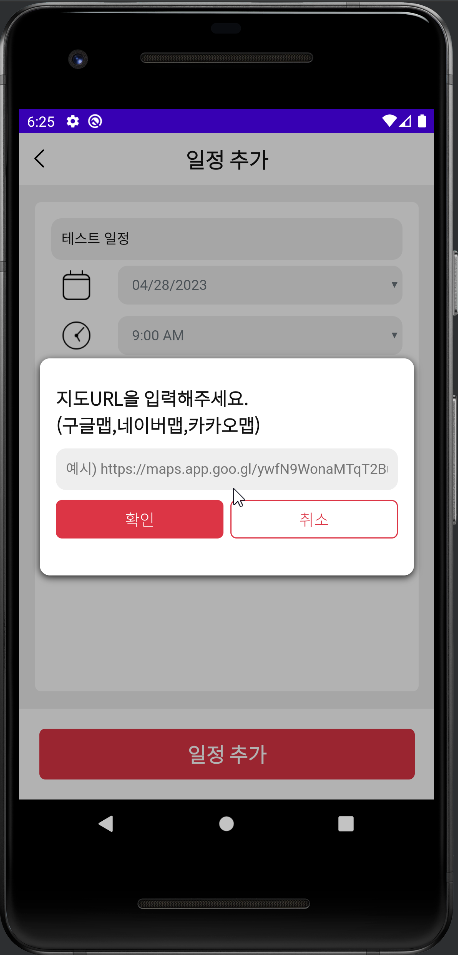 6:25
일정 추가
테스트 일정
04/28/2023
9:00 AM
지도URL을 입력해주세요.
(구글맵,네이버맵,카카오맵)
예시) https://maps.app.goo.gl/ywfN9WonaMTqT2B
확인
취소
일정 추가